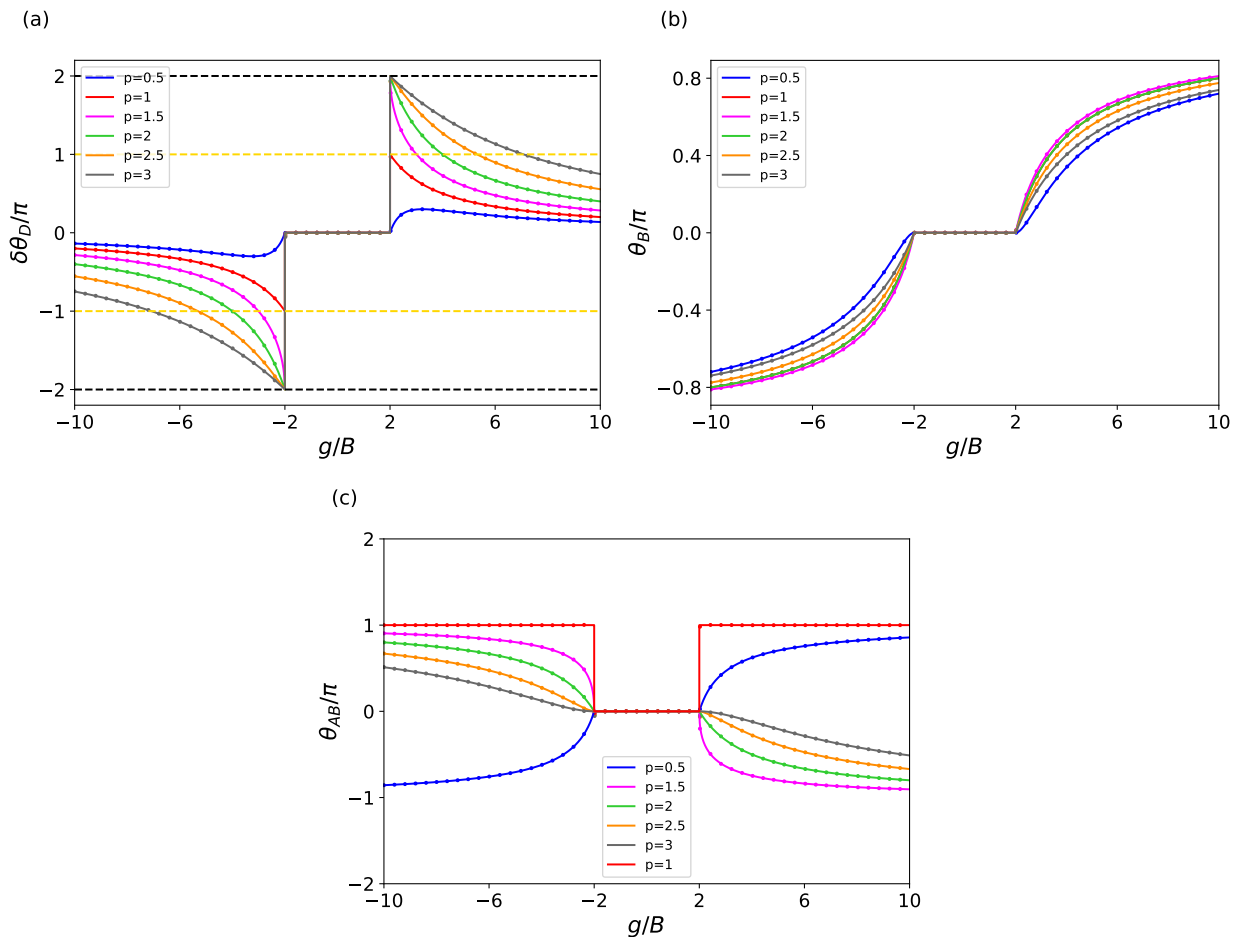 (a)
δθ_D/π
2
1
0
−1
−2
p=0.5
p=1
p=1.5
p=2
p=2.5
p=3
−10
−6
−2
2
6
10
g/B
(b)
θ_B/π
0.8
0.4
0.0
−0.4
−0.8
p=0.5
p=1
p=1.5
p=2
p=2.5
p=3
−10
−6
−2
2
6
10
g/B
(c)
θ_AB/π
2
1
0
−1
−2
p=0.5
p=1.5
p=2
p=2.5
p=3
p=1
−10
−6
−2
2
6
10
g/B